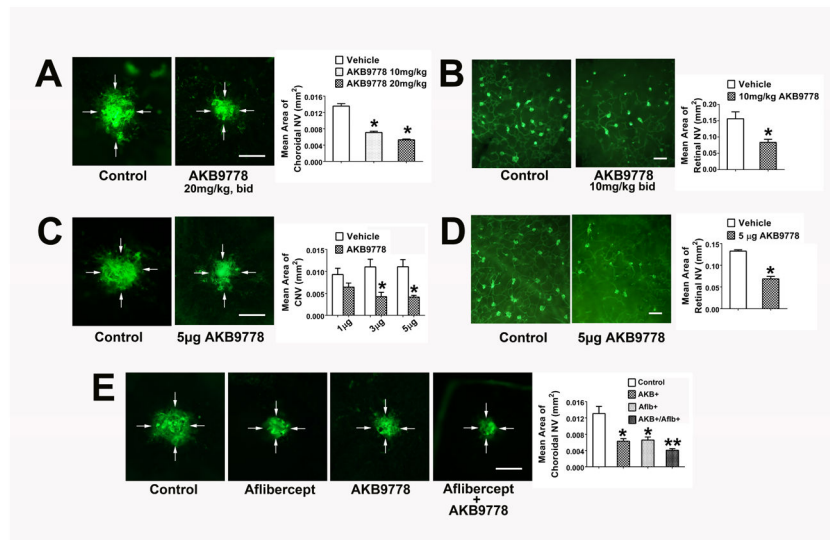 A
Control
AKB9778
20mg/kg, bid
Vehicle
AKB9778 10mg/kg
AKB9778 20mg/kg
Mean Area of
Choroidal NV (mm²)
0.016
0.012
0.008
0.004
0.000
*
*
B
Control
AKB9778
10mg/kg bid
Vehicle
10mg/kg AKB9778
Mean Area of
Retinal NV (mm²)
0.20
0.15
0.10
0.05
0.00
*
C
Control
5µg AKB9778
Vehicle
AKB9778
Mean Area of
CNV (mm²)
0.015
0.010
0.005
0.000
*
*
1µg
3µg
5µg
D
Control
5µg AKB9778
Vehicle
5 µg AKB9778
Mean Area of
Retinal NV (mm²)
0.15
0.10
0.05
0.00
*
E
Control
Aflibercept
AKB9778
Aflibercept
+
AKB9778
Control
AKB+
Aflb+
AKB+/Aflb+
Mean Area of
Choroidal NV (mm²)
0.016
0.012
0.008
0.004
0.000
*
*
**